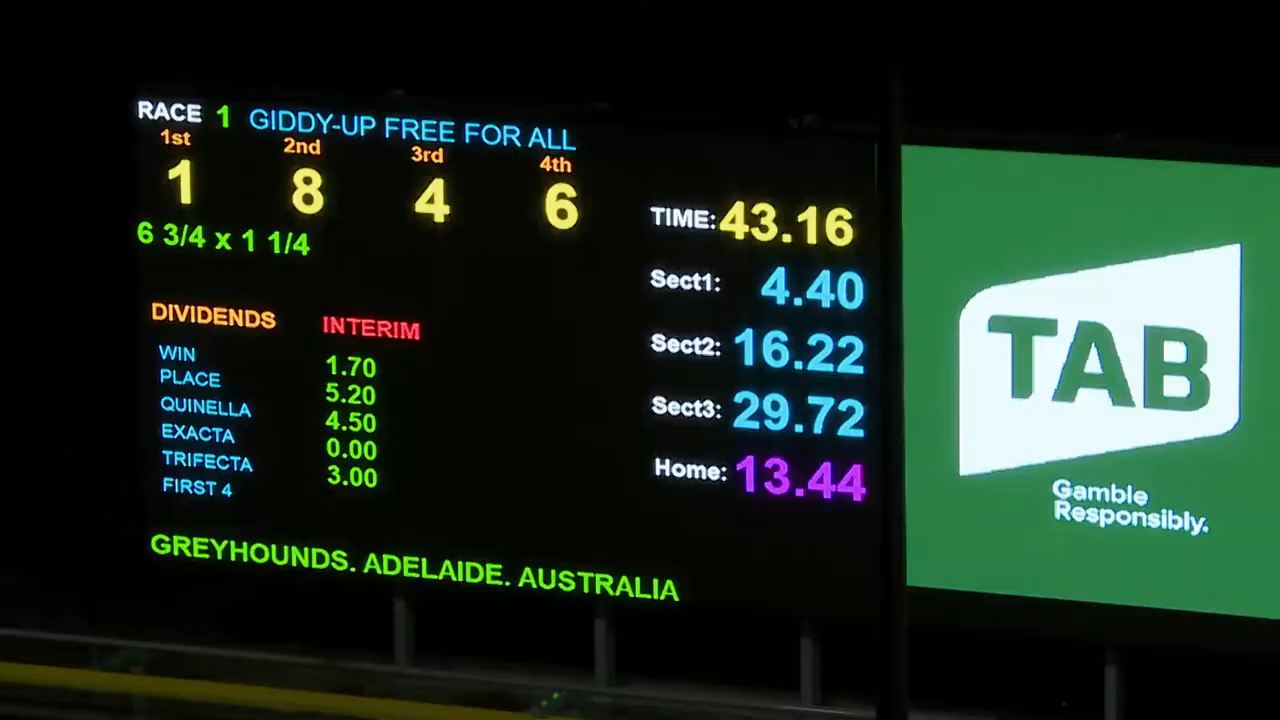 RACE 1 GIDDY-UP FREE FOR ALL
1st 2nd 3rd 4th
1 8 4 6
6 3/4 x 1 1/4
TIME: 43.16
Sect1: 4.40
Sect2: 16.22
Sect3: 29.72
Home: 13.44
DIVIDENDS INTERIM
WIN 1.70
PLACE 5.20
QUINELLA 4.50
EXACTA 0.00
TRIFECTA 3.00
FIRST 4
GREYHOUNDS. ADELAIDE. AUSTRALIA
TAB
Gamble
Responsibly.